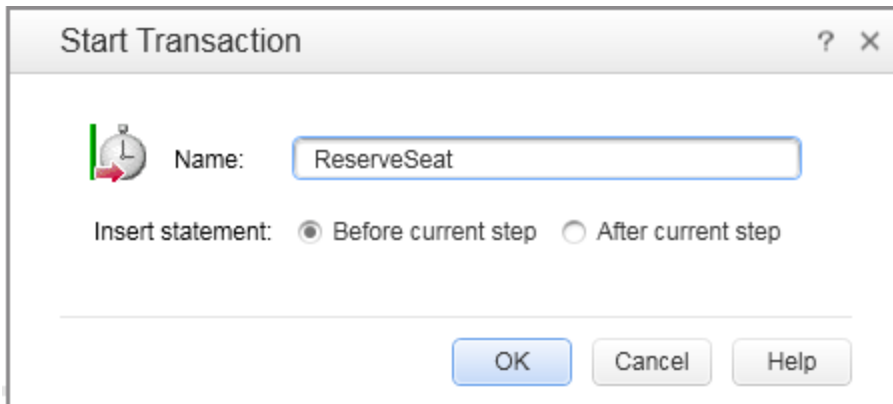 Start Transaction ?
Name: ReserveSeat
Insert statement: Before current step After current step
OK Cancel Help